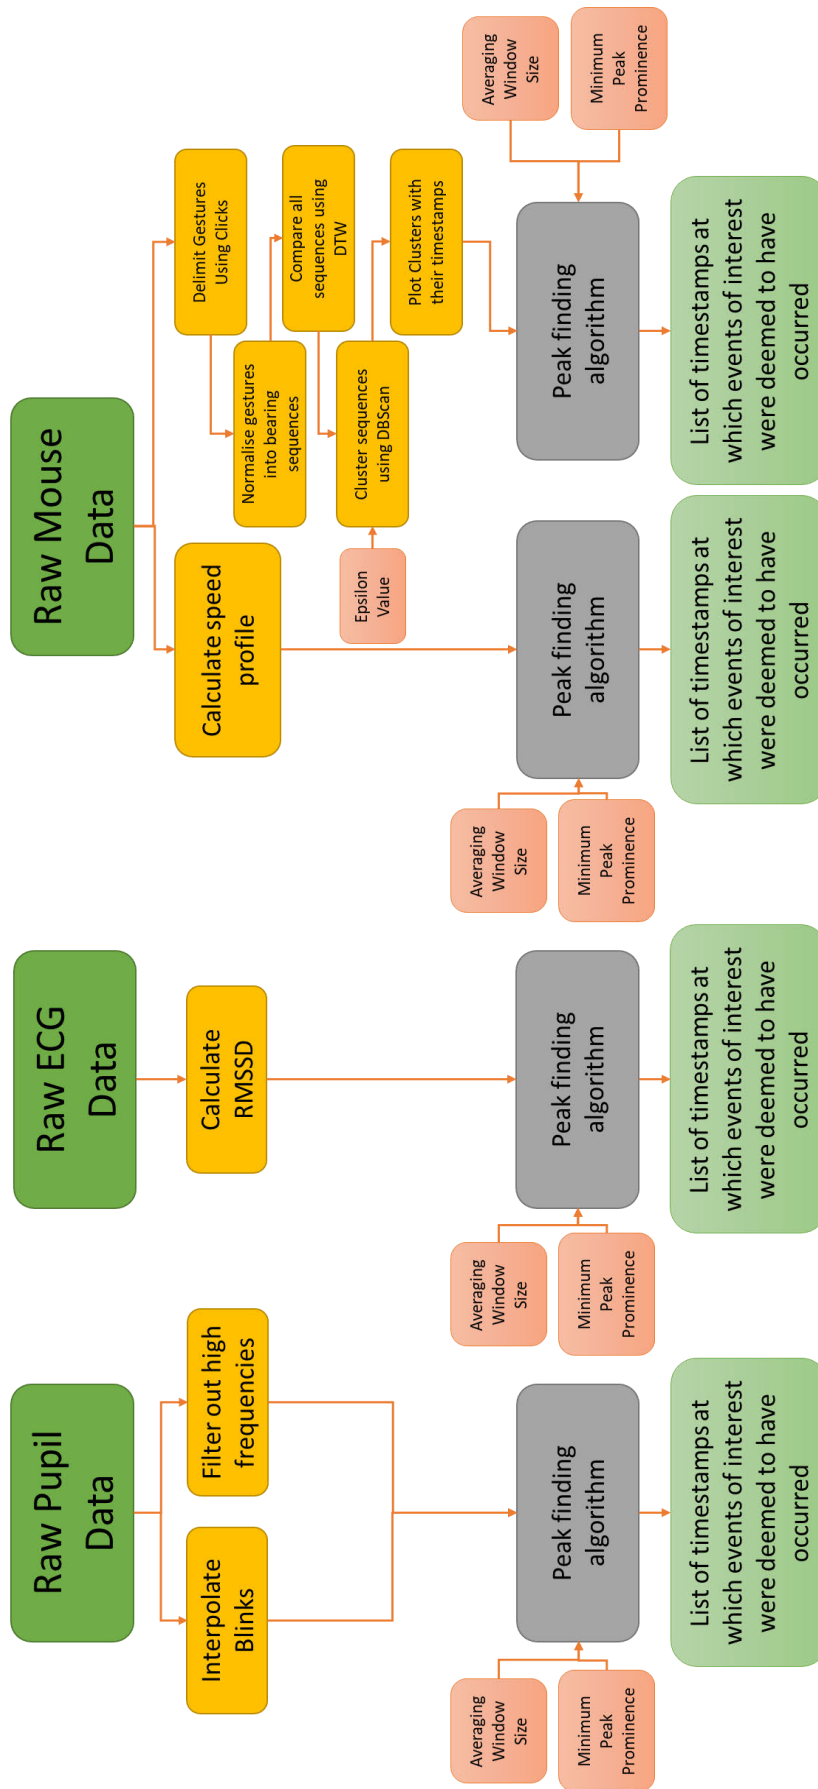 Raw Pupil
Data
Interpolate
Blinks
Filter out high
frequencies
Averaging
Window
Size
Minimum
Peak
Prominence
Peak finding
algorithm
List of timestamps at
which events of interest
were deemed to have
occurred
Raw ECG
Data
Calculate
RMSSD
Averaging
Window
Size
Minimum
Peak
Prominence
Peak finding
algorithm
List of timestamps at
which events of interest
were deemed to have
occurred
Raw Mouse
Data
Calculate speed
profile
Averaging
Window
Size
Minimum
Peak
Prominence
Peak finding
algorithm
List of timestamps at
which events of interest
were deemed to have
occurred
Delimit Gestures
Using Clicks
Normalise gestures
into bearing
sequences
Compare all
sequences using
DTW
Epsilon
Value
Cluster sequences
using DBScan
Plot Clusters with
their timestamps
Averaging
Window
Size
Minimum
Peak
Prominence
Peak finding
algorithm
List of timestamps at
which events of interest
were deemed to have
occurred